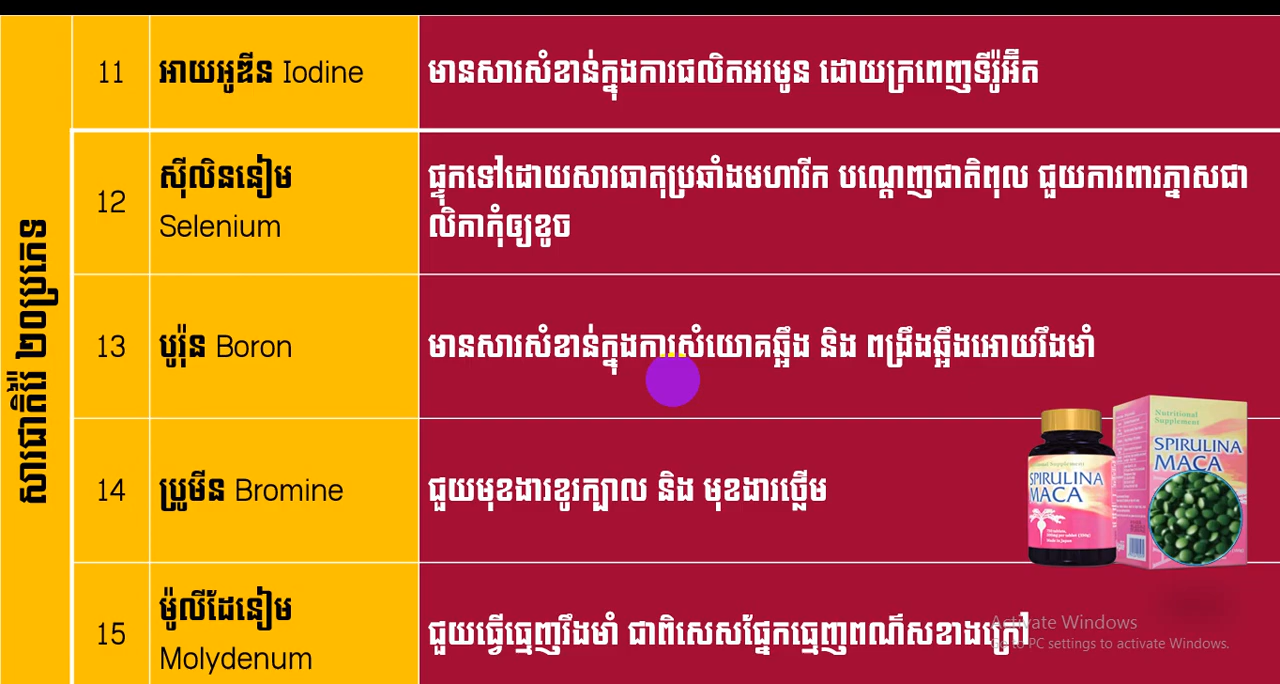 សារជាតិរ៉ែ ២០ប្រភេទ
11
អាយអូឌីន Iodine
មានសារសំខាន់ក្នុងការផលិតអរមូន ដោយក្រពេញទីរ៉ូអ៊ីត
12
ស៊ីលិននៀម
Selenium
ផ្ទុកទៅដោយសារធាតុប្រឆាំងមហារីក បណ្តេញជាតិពុល ជួយការពារភ្នាសជា
លិកាកុំឲ្យខូច
13
បូរ៉ុន Boron
មានសារសំខាន់ក្នុងការសំយោគឆ្អឹង និង ពង្រឹងឆ្អឹងអោយរឹងមាំ
14
ប្រូមីន Bromine
ជួយមុខងារខួរក្បាល និង មុខងារថ្លើម
15
ម៉ូលីដែនៀម
Molydenum
ជួយធ្វើធ្មេញរឹងមាំ ជាពិសេសផ្នែកធ្មេញពណ៌សខាងក្រៅ
Nutritional
Supplement
SPIRULINA
MACA
Nutritional Supplement
SPIRULINA
MACA
Made in Japan
Activate Windows
Go to PC settings to activate Windows.